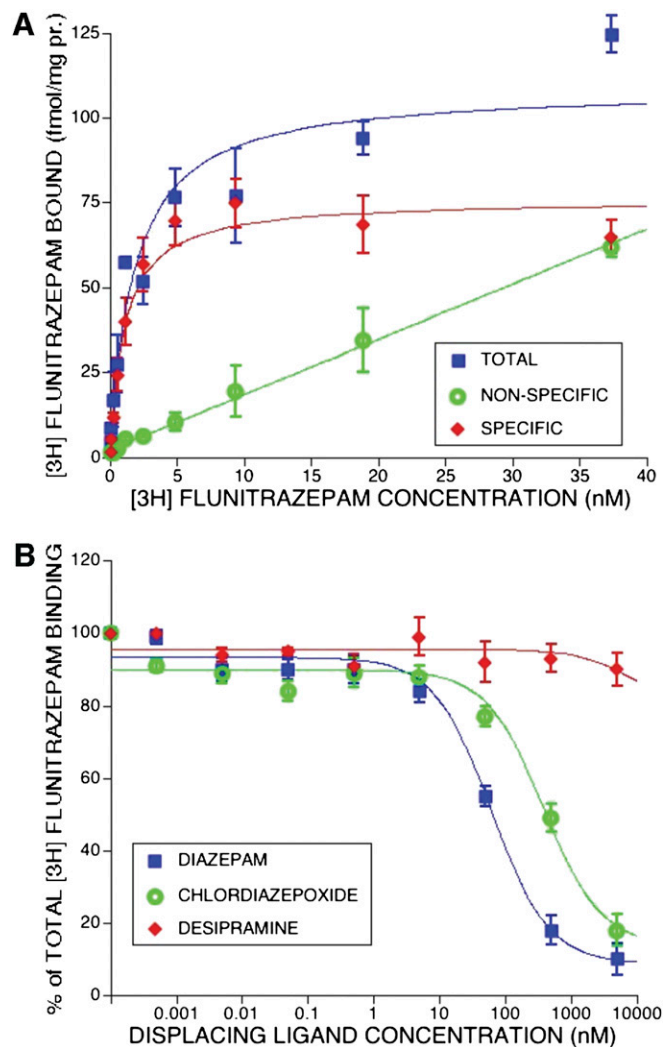 A
[3H] FLUNITRAZEPAM BOUND (fmol/mg pr.)
125
100
75
50
25
0
0 5 10 15 20 25 30 35 40
TOTAL
NON-SPECIFIC
SPECIFIC
[3H] FLUNITRAZEPAM CONCENTRATION (nM)
B
% of TOTAL [3H] FLUNITRAZEPAM BINDING
120
100
80
60
40
20
0
DIAZEPAM
CHLORDIAZEPOXIDE
DESIPRAMINE
0.001 0.01 0.1 1 10 100 1000 10000
DISPLACING LIGAND CONCENTRATION (nM)